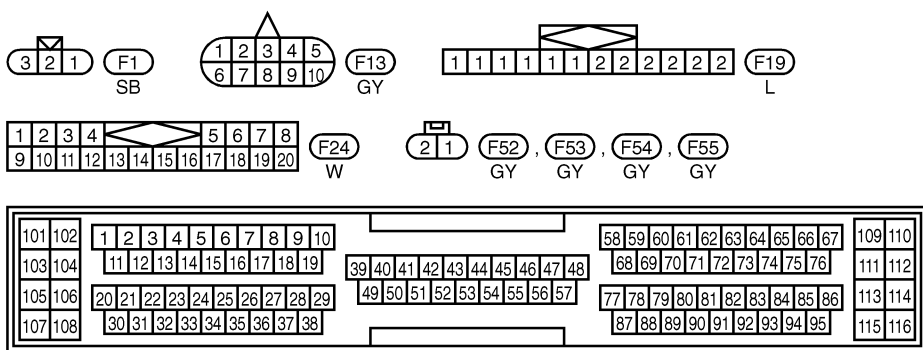 3 2 1 F1
SB
1 2 3 4 5
6 7 8 9 10
F13
GY
1 1 1 1 1 1 2 2 2 2 2 2 F19
L
1 2 3 4 5 6 7 8
9 10 11 12 13 14 15 16 17 18 19 20
F24
W
2 1 F52 , F53 , F54 , F55
GY GY GY GY
101 102
103 104
105 106
107 108
1 2 3 4 5 6 7 8 9 10
11 12 13 14 15 16 17 18 19
20 21 22 23 24 25 26 27 28 29
30 31 32 33 34 35 36 37 38
39 40 41 42 43 44 45 46 47 48
49 50 51 52 53 54 55 56 57
58 59 60 61 62 63 64 65 66 67
68 69 70 71 72 73 74 75 76
77 78 79 80 81 82 83 84 85 86
87 88 89 90 91 92 93 94 95
109 110
111 112
113 114
115 116